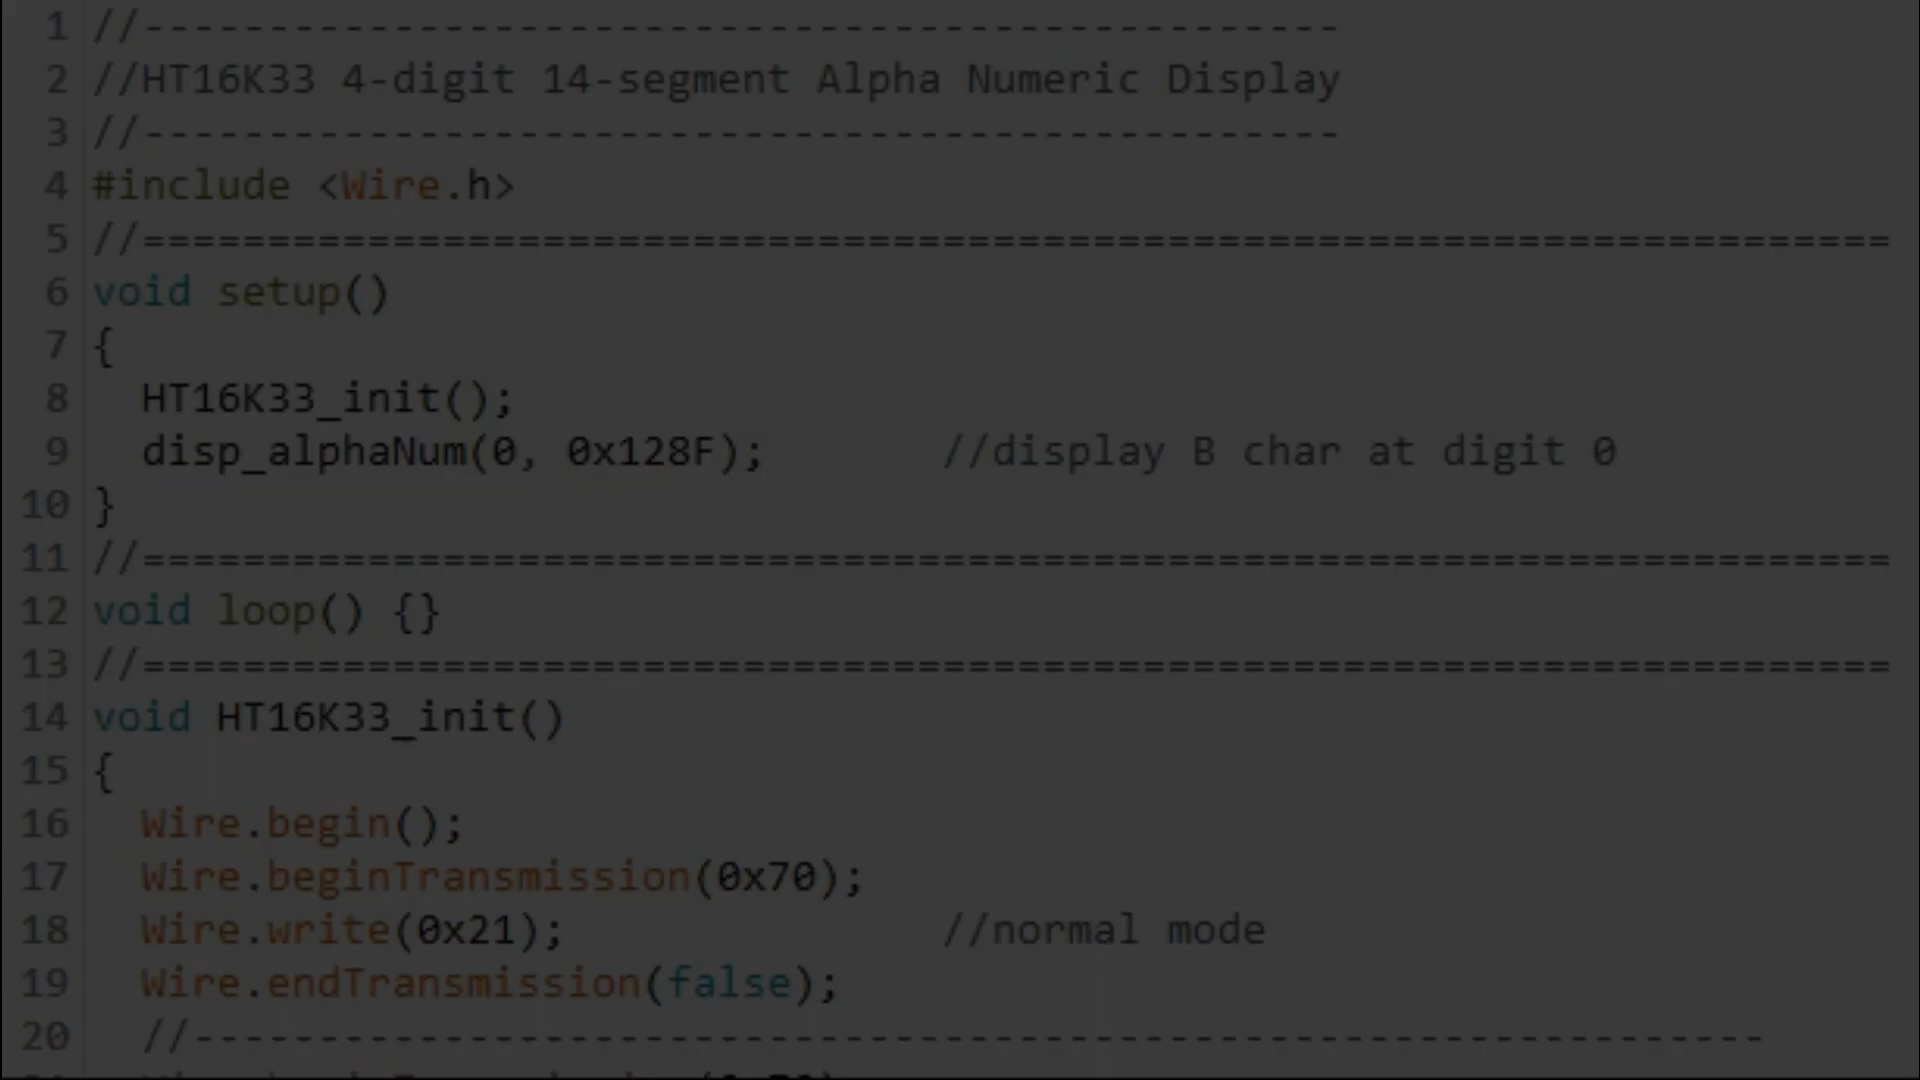 1 //------------------------------------------------
2 //HT16K33 4-digit 14-segment Alpha Numeric Display
3 //------------------------------------------------
4 #include <Wire.h>
5 //======================================================================
6 void setup()
7 {
8 HT16K33_init();
9 disp_alphaNum(0, 0x128F); //display B char at digit 0
10 }
11 //======================================================================
12 void loop() {}
13 //======================================================================
14 void HT16K33_init()
15 {
16 Wire.begin();
17 Wire.beginTransmission(0x70);
18 Wire.write(0x21); //normal mode
19 Wire.endTransmission(false);
20 //---------------------------------------------------------------